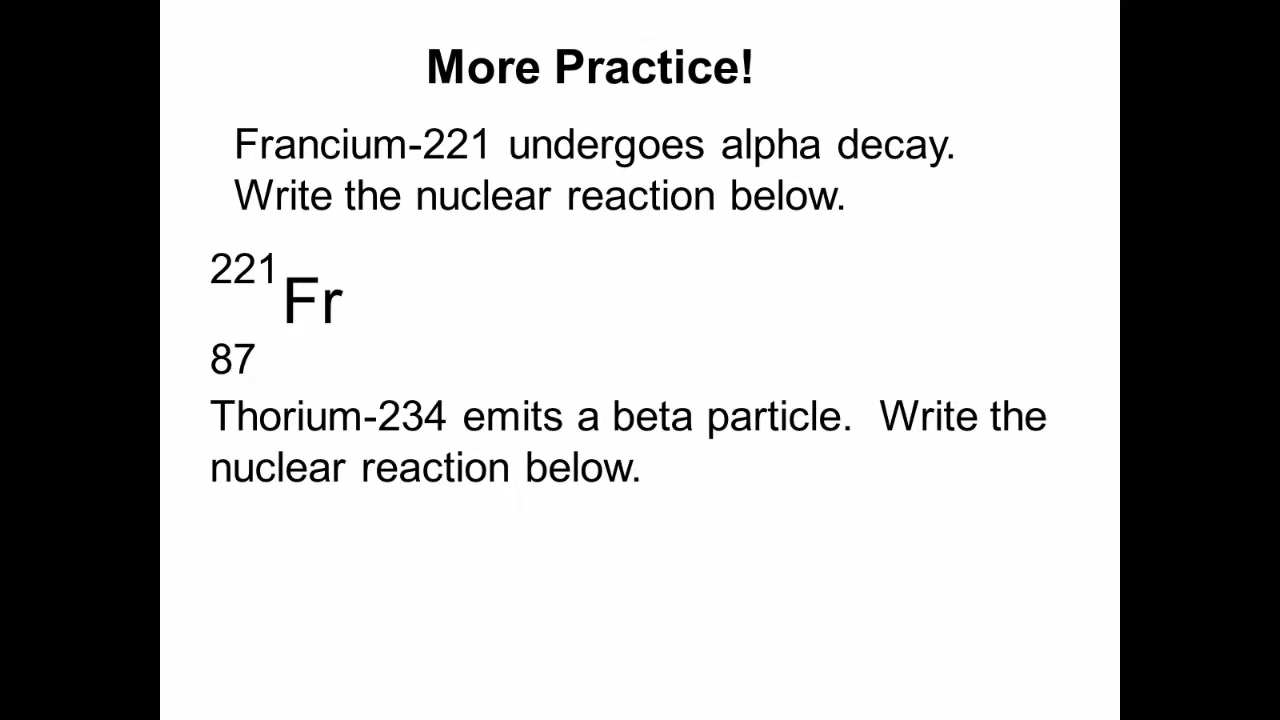 More Practice!
Francium-221 undergoes alpha decay.
Write the nuclear reaction below.
221
Fr
87
Thorium-234 emits a beta particle.  Write the
nuclear reaction below.